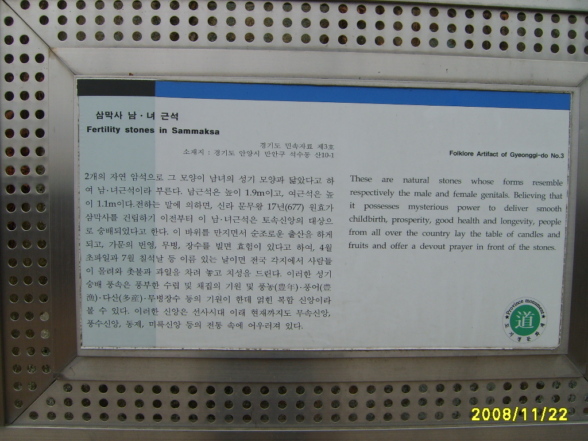 삼막사 남·녀 근석
Fertility stones in Sammaksa
경기도 민속자료 제3호
소재지 : 경기도 안양시 만안구 석수동 산10-1
Folklore Artifact of Gyeonggi-do No.3
2개의 자연 암석으로 그 모양이 남녀의 성기 모양과 닮았다고 하
여 남·녀근석이라 부른다. 남근석은 높이 1.9m이고, 여근석은 높
이 1.1m이다.전하는 말에 의하면, 신라 문무왕 17년(677) 원효가
삼막사를 건립하기 이전부터 이 남·녀근석은 토속신앙의 대상으
로 숭배되었다고 한다. 이 바위를 만지면서 순조로운 출산을 하게
되고, 가문의 번영, 무병, 장수를 빌면 효험이 있다고 하여, 4월
초파일과 7월 칠석날 등 이름 있는 날이면 전국 각지에서 사람들
이 올라와 촛불과 과일을 차려 놓고 치성을 드린다. 이러한 성기
숭배 풍속은 풍부한 수렵 및 채집의 기원 및 풍농(豊年)·풍어(豊
漁)·다산(多産)·무병장수 등의 기원이 한데 얽힌 복합 신앙이라
볼 수 있다. 이러한 신앙은 선사시대 이래 현재까지도 무속신앙,
풍수신앙, 동제, 미륵신앙 등의 전통 속에 어우러져 있다.
These are natural stones whose forms resemble
respectively the male and female genitals. Believing that
it possesses mysterious power to deliver smooth
childbirth, prosperity, good health and longevity, people
from all over the country lay the table of candles and
fruits and offer a devout prayer in front of the stones.
道
2008/11/22